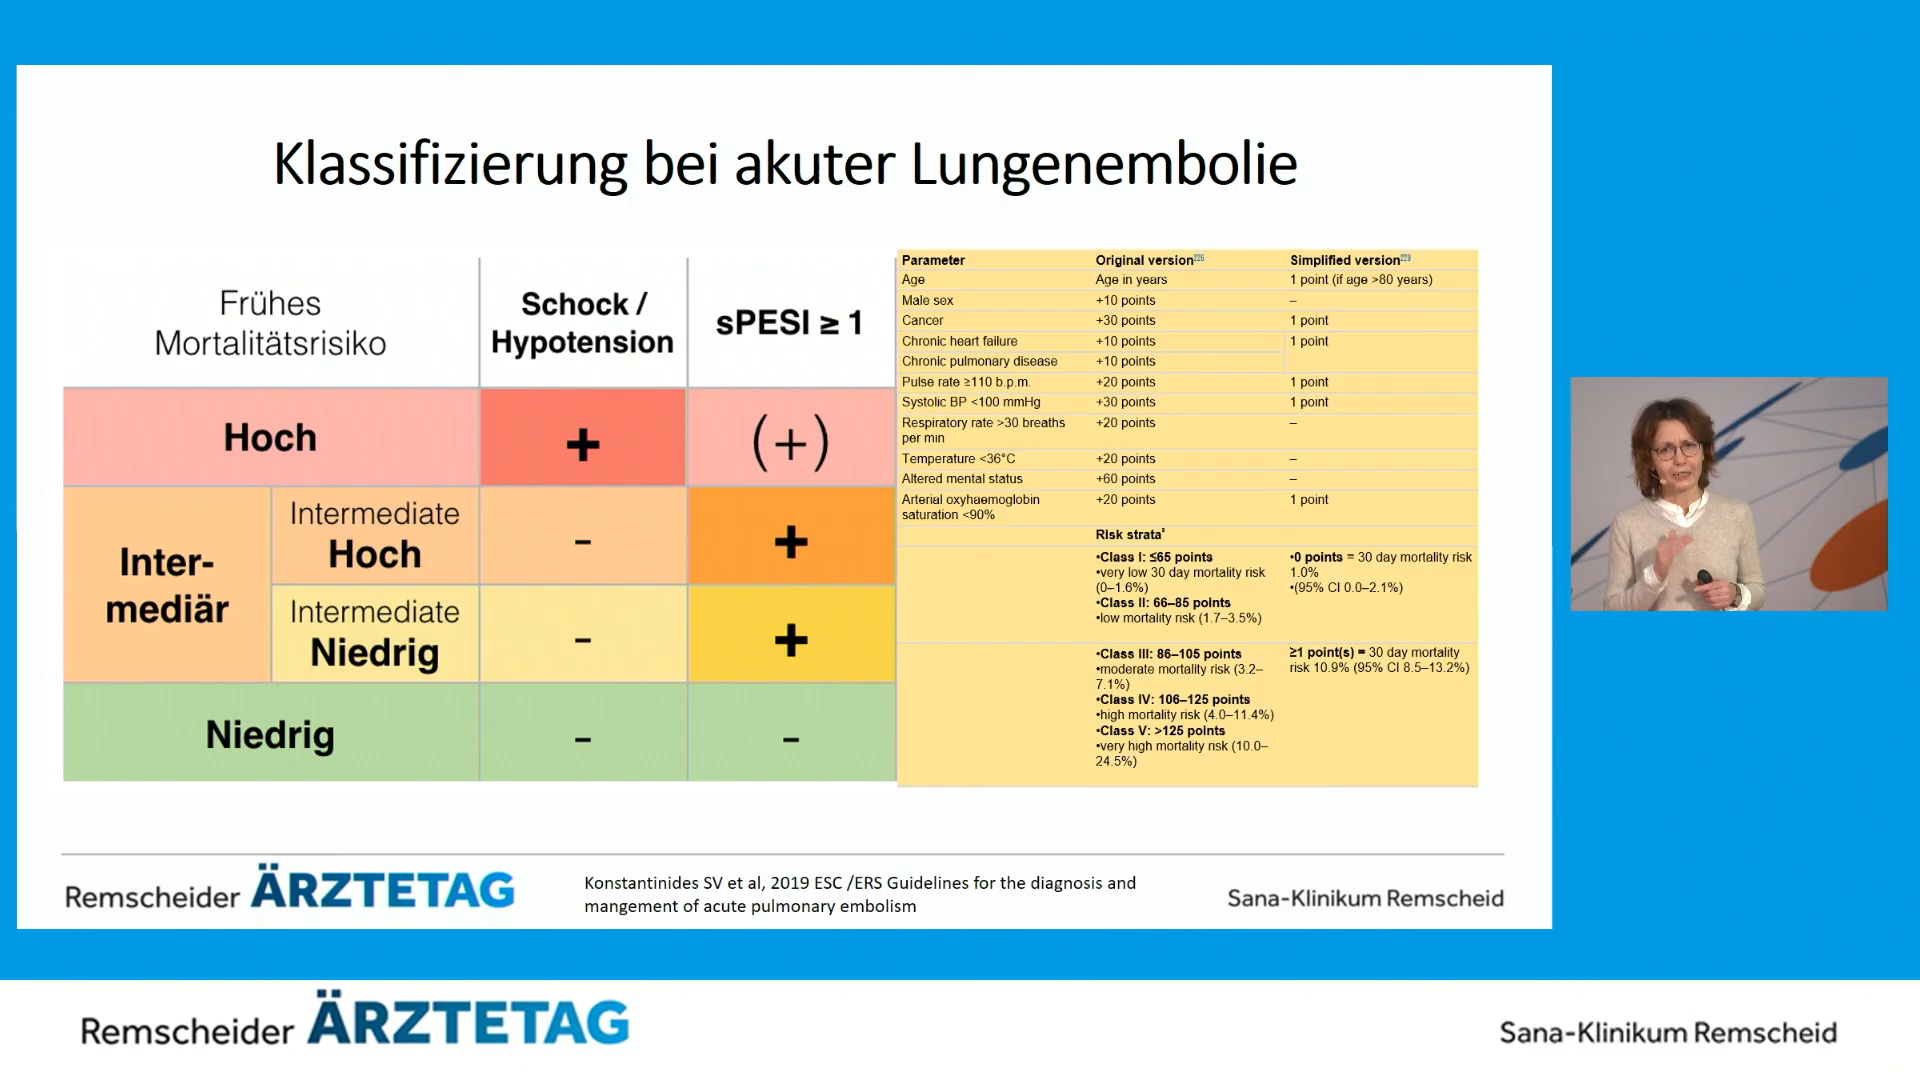 Klassifizierung bei akuter Lungenembolie
Frühes
Mortalitätsrisiko
Schock /
Hypotension
sPESI ≥ 1
Hoch
+
(+)
Inter-
mediär
Intermediate
Hoch
-
+
Intermediate
Niedrig
-
+
Niedrig
-
-
Parameter Original version226 Simplified version229
Age Age in years 1 point (if age >80 years)
Male sex +10 points –
Cancer +30 points 1 point
Chronic heart failure +10 points 1 point
Chronic pulmonary disease +10 points
Pulse rate ≥110 b.p.m. +20 points 1 point
Systolic BP <100 mmHg +30 points 1 point
Respiratory rate >30 breaths +20 points –
per min
Temperature <36°C +20 points –
Altered mental status +60 points –
Arterial oxyhaemoglobin +20 points 1 point
saturation <90%
Risk strataa
•Class I: ≤65 points
•very low 30 day mortality risk
(0–1.6%)
•Class II: 66–85 points
•low mortality risk (1.7–3.5%)
•0 points = 30 day mortality risk
1.0%
•(95% CI 0.0–2.1%)
•Class III: 86–105 points
•moderate mortality risk (3.2–
7.1%)
•Class IV: 106–125 points
•high mortality risk (4.0–11.4%)
•Class V: >125 points
•very high mortality risk (10.0–
24.5%)
≥1 point(s) = 30 day mortality
risk 10.9% (95% CI 8.5–13.2%)
Remscheider ÄRZTETAG
Konstantinides SV et al, 2019 ESC /ERS Guidelines for the diagnosis and
mangement of acute pulmonary embolism
Sana-Klinikum Remscheid
Remscheider ÄRZTETAG
Sana-Klinikum Remscheid